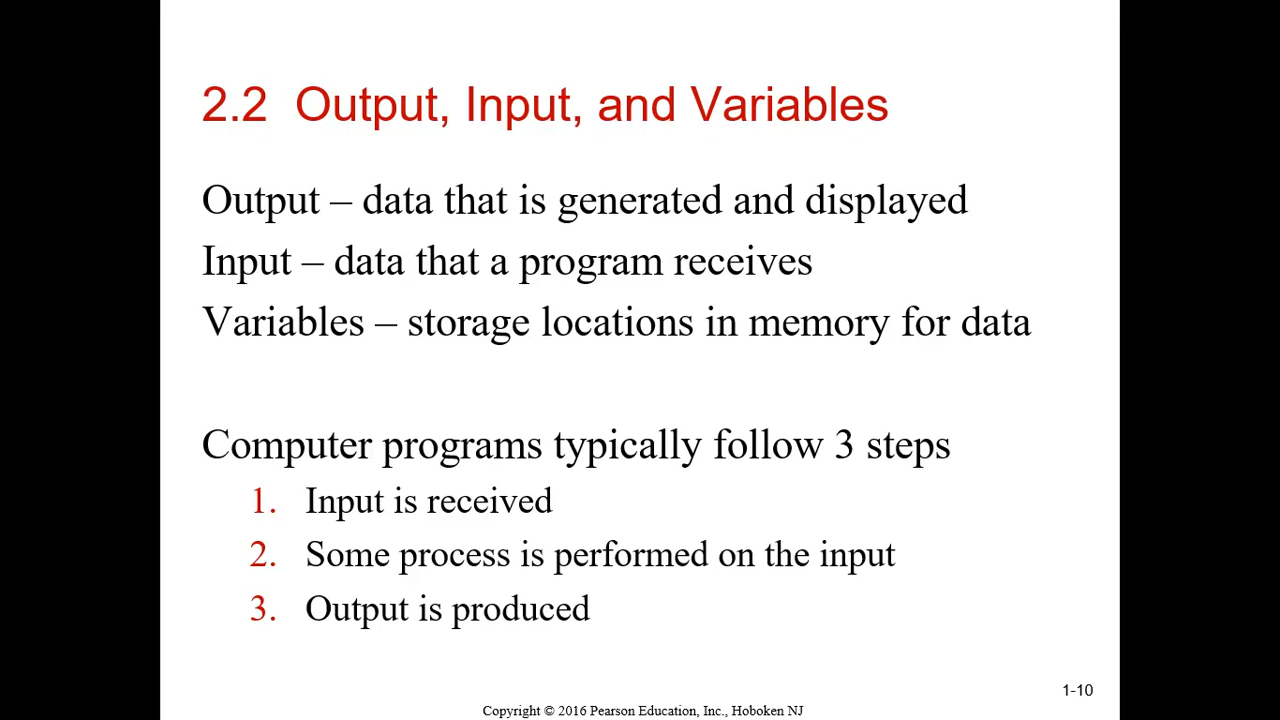 2.2 Output, Input, and Variables
Output – data that is generated and displayed
Input – data that a program receives
Variables – storage locations in memory for data
Computer programs typically follow 3 steps
1. Input is received
2. Some process is performed on the input
3. Output is produced
1-10
Copyright © 2016 Pearson Education, Inc., Hoboken NJ